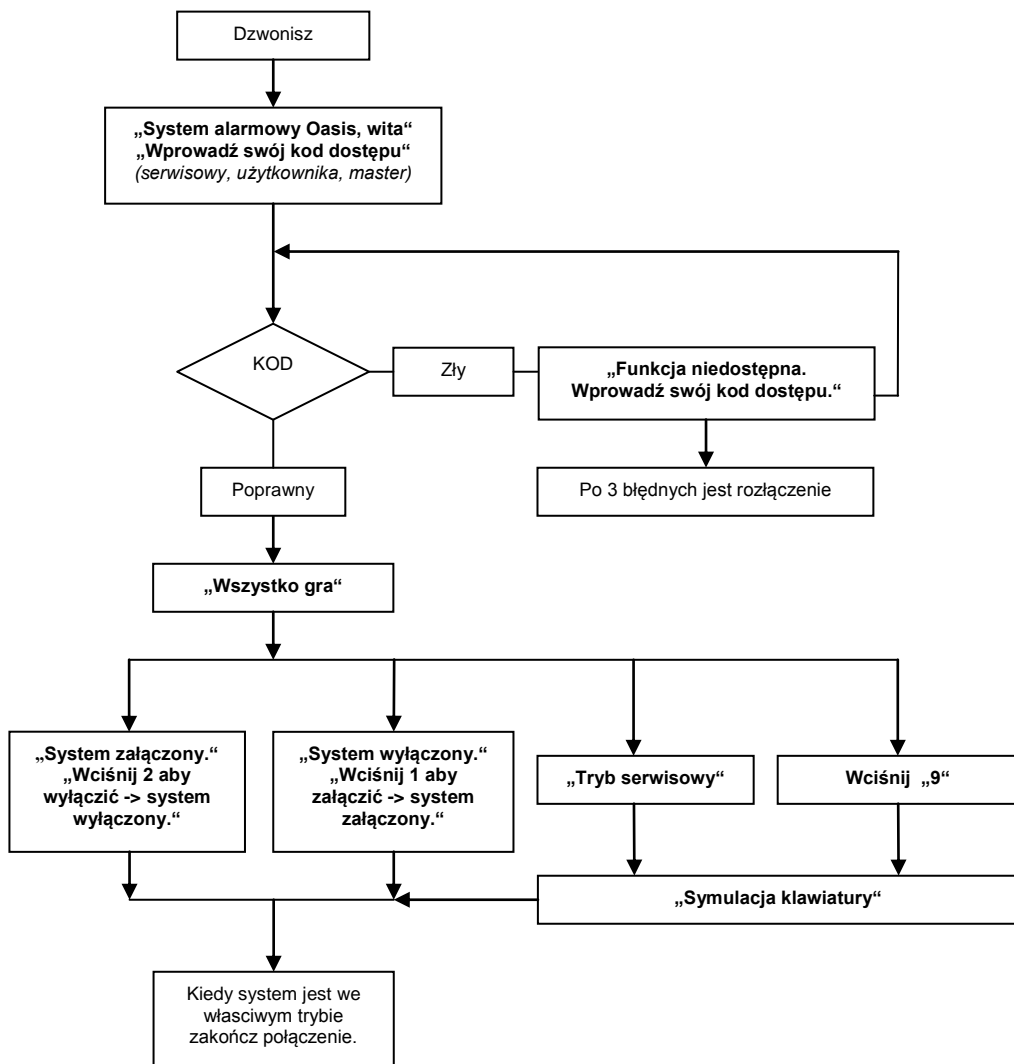 Dzwonisz
„System alarmowy Oasis, wita“
„Wprowadź swój kod dostępu“
(serwisowy, użytkownika, master)
KOD
Zły
„Funkcja niedostępna.
Wprowadź swój kod dostępu.“
Poprawny
Po 3 błędnych jest rozłączenie
„Wszystko gra“
„System załączony.“
„Wciśnij 2 aby
wyłączić -> system
wyłączony.“
„System wyłączony.“
„Wciśnij 1 aby
załączić -> system
załączony.“
„Tryb serwisowy“
Wciśnij „9“
„Symulacja klawiatury“
Kiedy system jest we
własciwym trybie
zakończ połączenie.